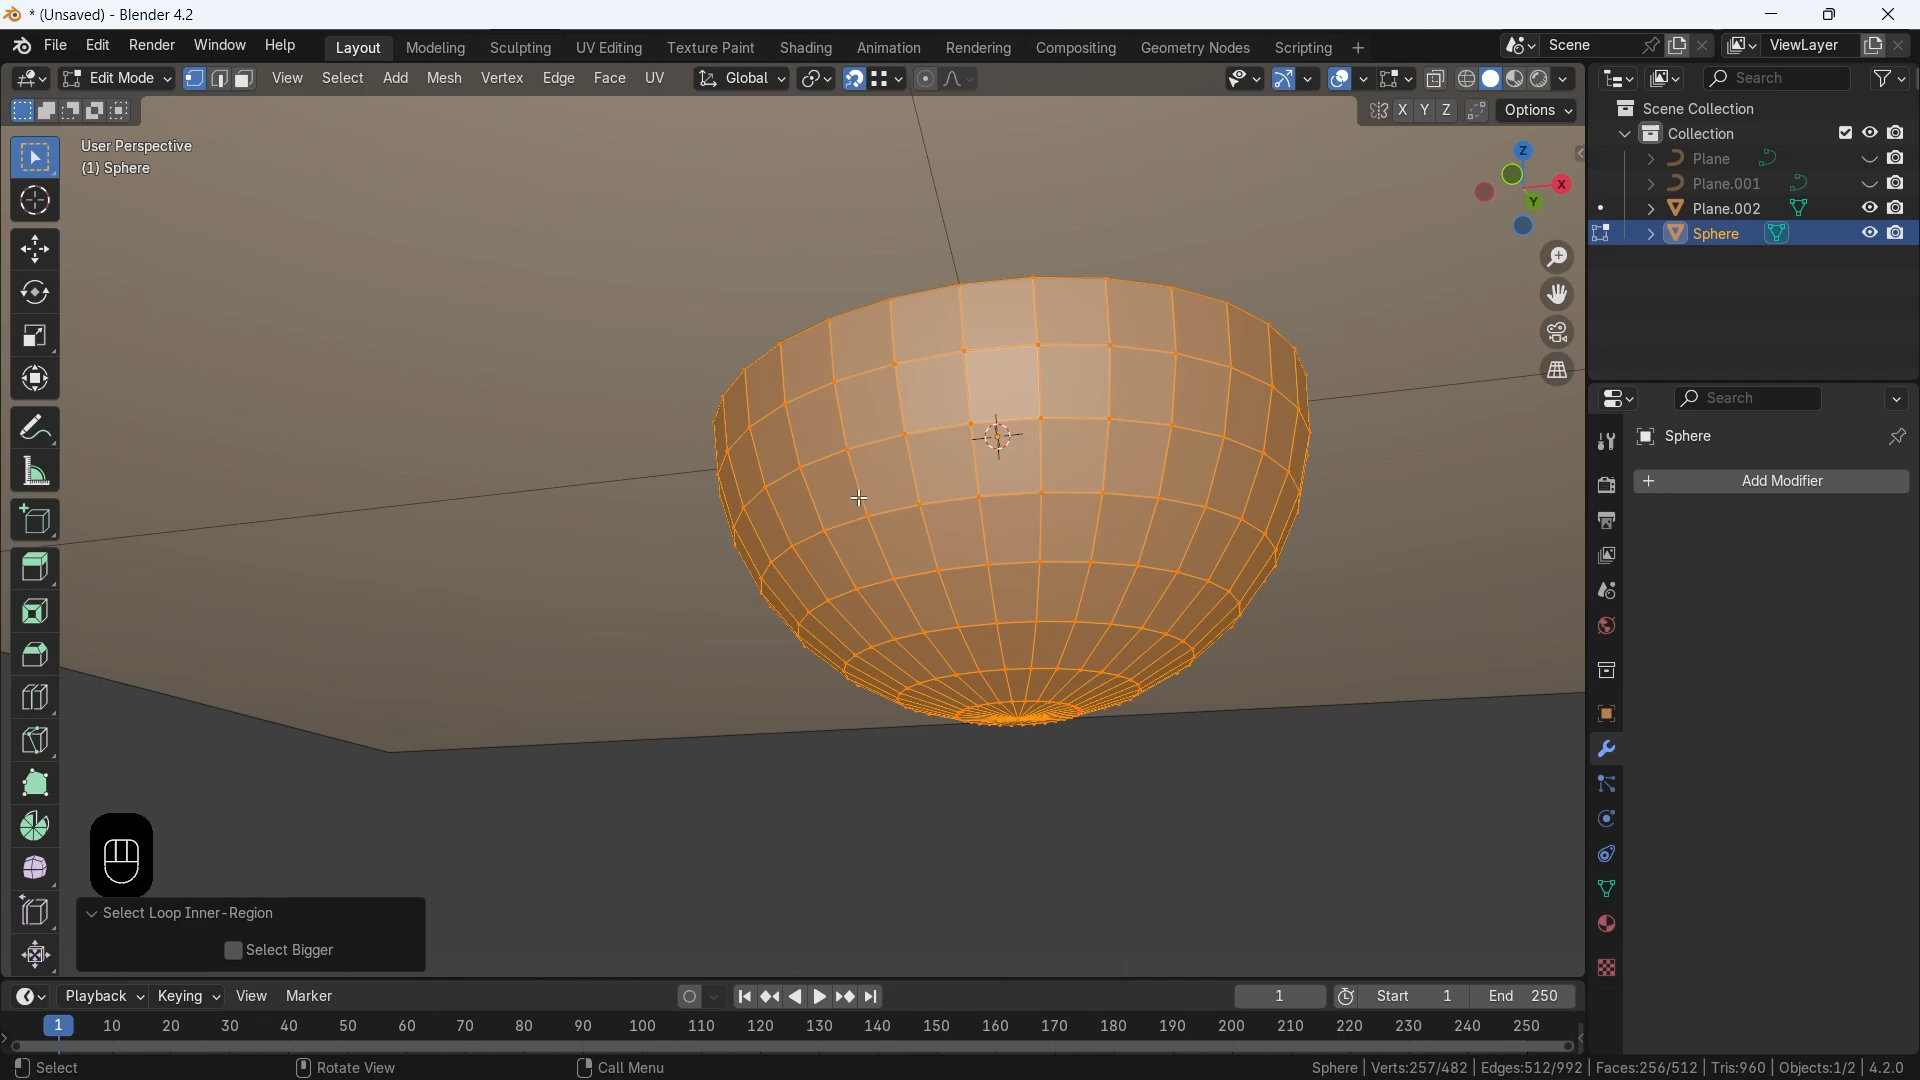 * (Unsaved) - Blender 4.2
File Edit Render Window Help Layout Modeling Sculpting UV Editing Texture Paint Shading Animation Rendering Compositing Geometry Nodes Scripting + Scene ViewLayer
Edit Mode View Select Add Mesh Vertex Edge Face UV Global Search
X Y Z Options
Scene Collection
Collection
Plane
Plane.001
Plane.002
Sphere
User Perspective
(1) Sphere
Z
X
Y
Search
Sphere
+ Add Modifier
Select Loop Inner-Region
Select Bigger
Playback Keying View Marker 1 Start 1 End 250
1 10 20 30 40 50 60 70 80 90 100 110 120 130 140 150 160 170 180 190 200 210 220 230 240 250
Select Rotate View Call Menu Sphere | Verts:257/482 | Edges:512/992 | Faces:256/512 | Tris:960 | Objects:1/2 | 4.2.0